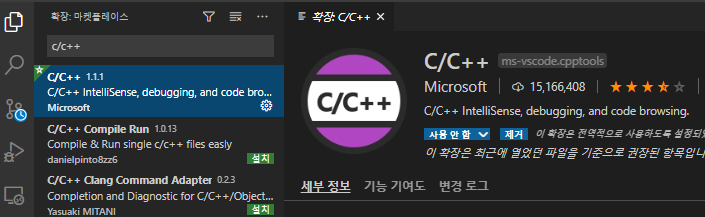 확장: 마켓플레이스
c/c++
C/C++ 1.1.1
C/C++ IntelliSense, debugging, and code bro...
Microsoft
C/C++ Compile Run 1.0.13
Compile & Run single c/c++ files easly
danielpinto8zz6
설치
C/C++ Clang Command Adapter 0.2.3
Completion and Diagnostic for C/C++/Object...
Yasuaki MITANI
설치
확장: C/C++
C/C++
C/C++ ms-vscode.cpptools
Microsoft 15,166,408
C/C++ IntelliSense, debugging, and code browsing.
사용 안 함 제거 이 확장은 전역적으로 사용하도록 설정되
이 확장은 최근에 열었던 파일을 기준으로 권장된 항목입니
세부 정보 기능 기여도 변경 로그